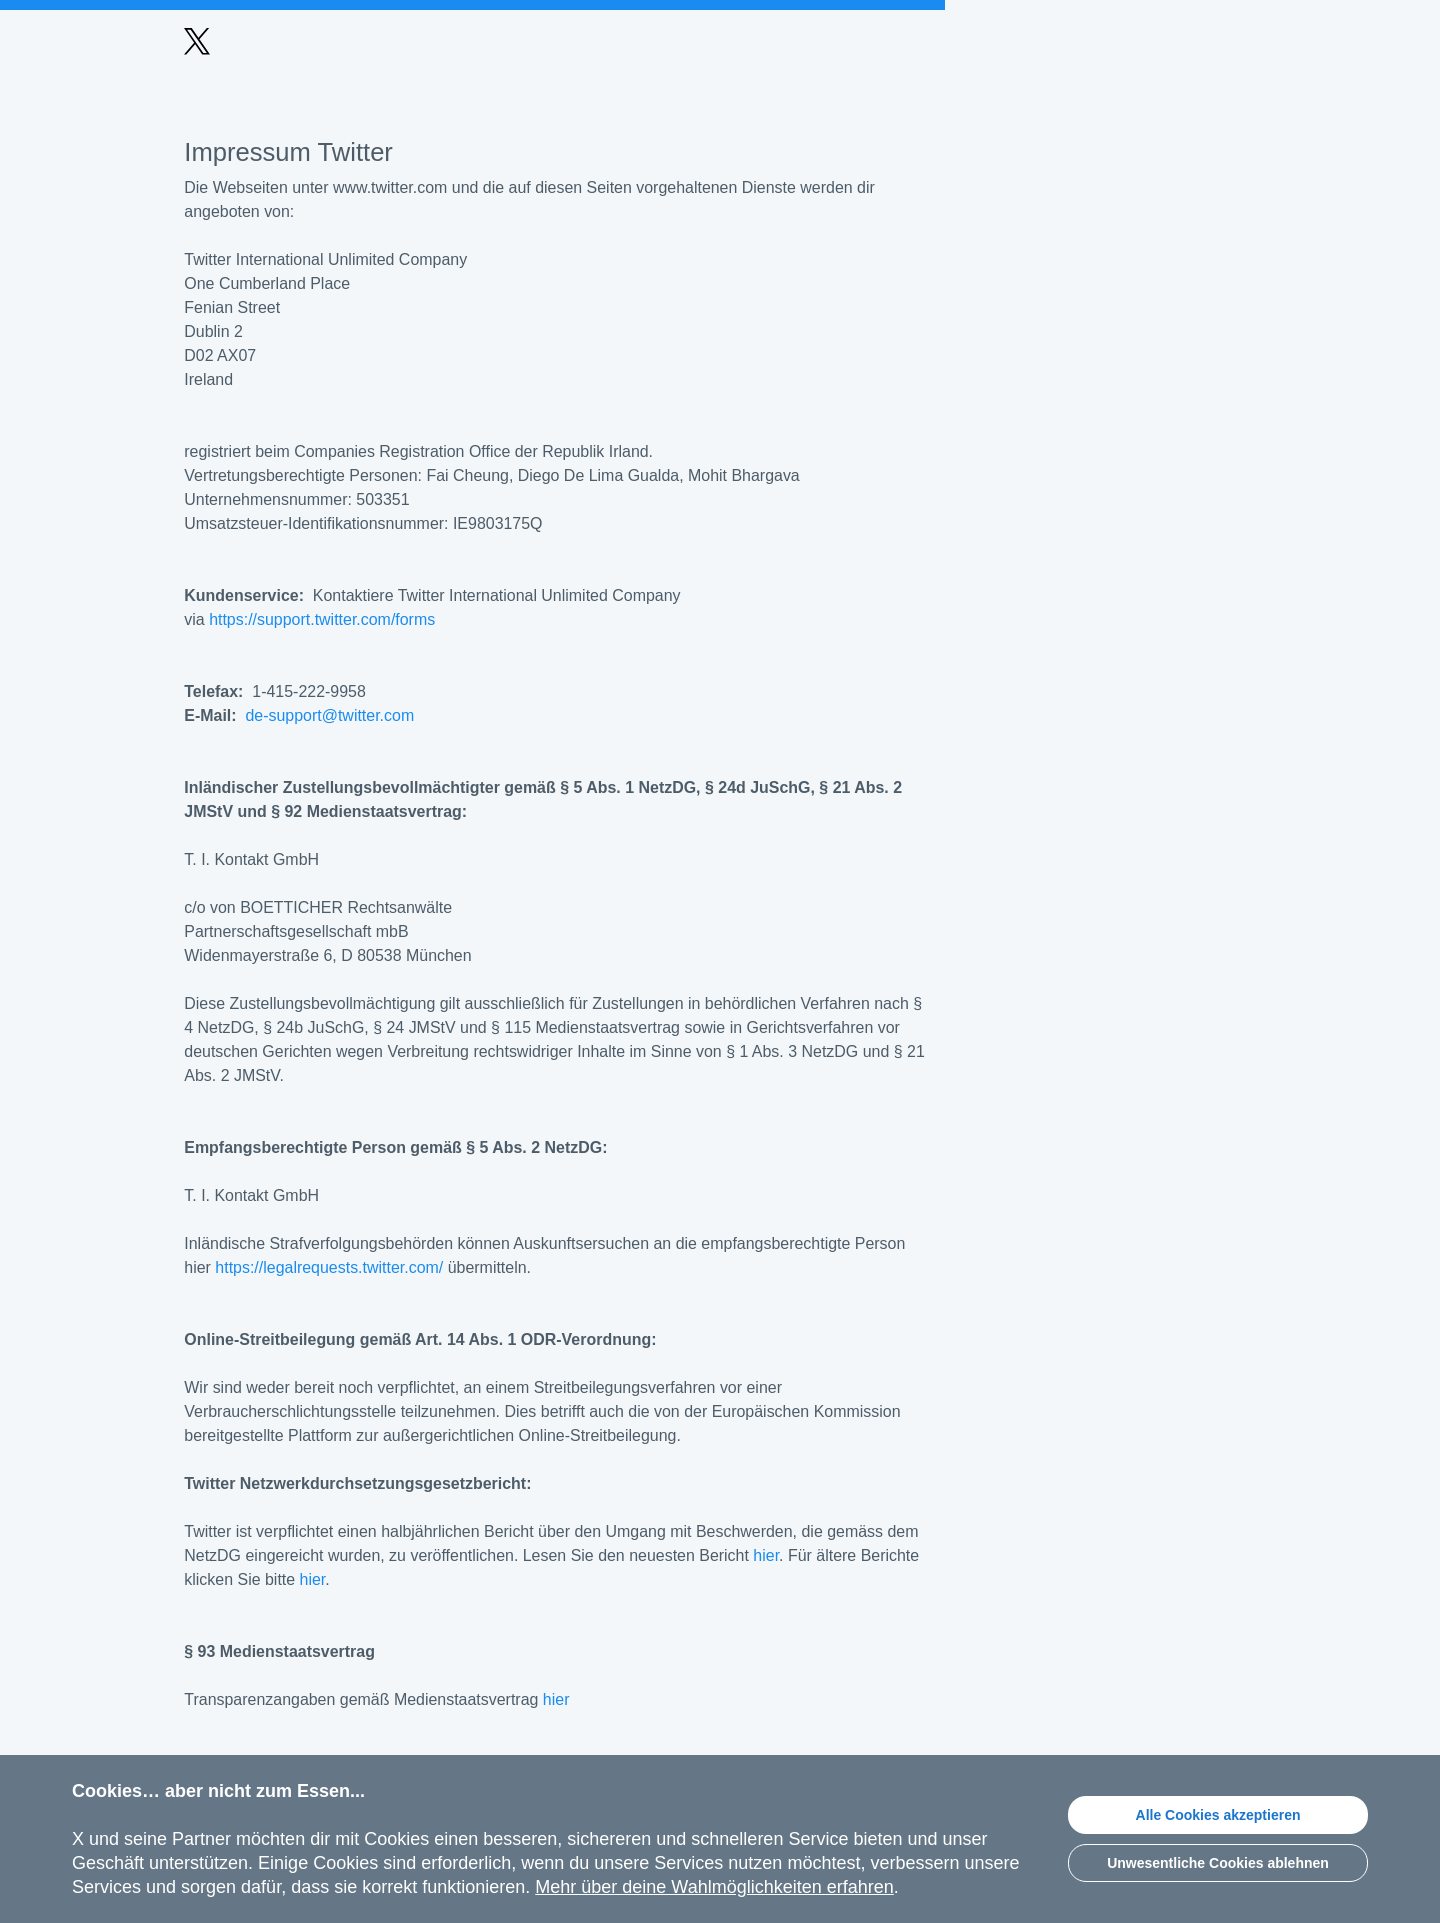 Impressum Twitter
Die Webseiten unter www.twitter.com und die auf diesen Seiten vorgehaltenen Dienste werden dir
angeboten von:
Twitter International Unlimited Company
One Cumberland Place
Fenian Street
Dublin 2
D02 AX07
Ireland
registriert beim Companies Registration Office der Republik Irland.
Vertretungsberechtigte Personen: Fai Cheung, Diego De Lima Gualda, Mohit Bhargava
Unternehmensnummer: 503351
Umsatzsteuer-Identifikationsnummer: IE9803175Q
Kundenservice: Kontaktiere Twitter International Unlimited Company
via https://support.twitter.com/forms
Telefax: 1-415-222-9958
E-Mail: de-support@twitter.com
Inländischer Zustellungsbevollmächtigter gemäß § 5 Abs. 1 NetzDG, § 24d JuSchG, § 21 Abs. 2
JMStV und § 92 Medienstaatsvertrag:
T. I. Kontakt GmbH
c/o von BOETTICHER Rechtsanwälte
Partnerschaftsgesellschaft mbB
Widenmayerstraße 6, D 80538 München
Diese Zustellungsbevollmächtigung gilt ausschließlich für Zustellungen in behördlichen Verfahren nach §
4 NetzDG, § 24b JuSchG, § 24 JMStV und § 115 Medienstaatsvertrag sowie in Gerichtsverfahren vor
deutschen Gerichten wegen Verbreitung rechtswidriger Inhalte im Sinne von § 1 Abs. 3 NetzDG und § 21
Abs. 2 JMStV.
Empfangsberechtigte Person gemäß § 5 Abs. 2 NetzDG:
T. I. Kontakt GmbH
Inländische Strafverfolgungsbehörden können Auskunftsersuchen an die empfangsberechtigte Person
hier https://legalrequests.twitter.com/ übermitteln.
Online-Streitbeilegung gemäß Art. 14 Abs. 1 ODR-Verordnung:
Wir sind weder bereit noch verpflichtet, an einem Streitbeilegungsverfahren vor einer
Verbraucherschlichtungsstelle teilzunehmen. Dies betrifft auch die von der Europäischen Kommission
bereitgestellte Plattform zur außergerichtlichen Online-Streitbeilegung.
Twitter Netzwerkdurchsetzungsgesetzbericht:
Twitter ist verpflichtet einen halbjährlichen Bericht über den Umgang mit Beschwerden, die gemäss dem
NetzDG eingereicht wurden, zu veröffentlichen. Lesen Sie den neuesten Bericht hier. Für ältere Berichte
klicken Sie bitte hier.
§ 93 Medienstaatsvertrag
Transparenzangaben gemäß Medienstaatsvertrag hier
Cookies… aber nicht zum Essen...
X und seine Partner möchten dir mit Cookies einen besseren, sichereren und schnelleren Service bieten und unser
Geschäft unterstützen. Einige Cookies sind erforderlich, wenn du unsere Services nutzen möchtest, verbessern unsere
Services und sorgen dafür, dass sie korrekt funktionieren. Mehr über deine Wahlmöglichkeiten erfahren.
Alle Cookies akzeptieren
Unwesentliche Cookies ablehnen